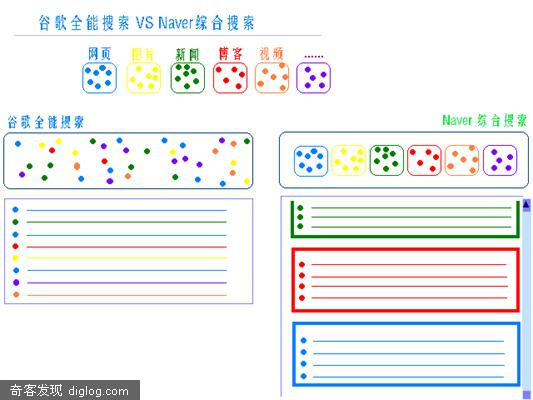 谷歌全能搜索 VS Naver综合搜索
网页 图片 新闻 博客 视频 ……
谷歌全能搜索
Naver 综合搜索
奇客发现 diglog.com